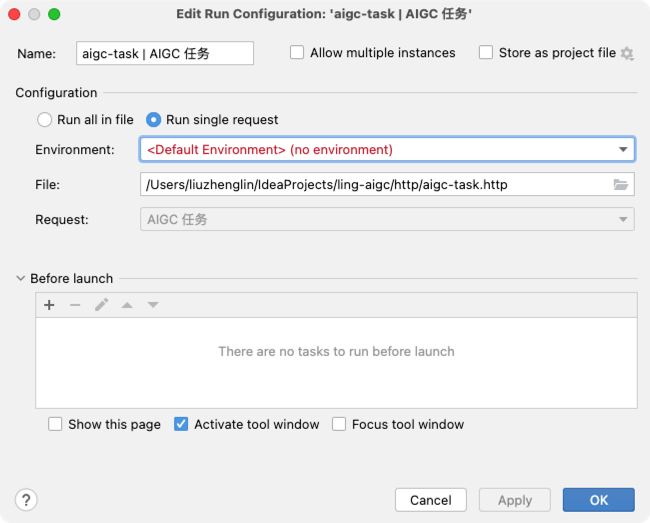 Edit Run Configuration: 'aigc-task | AIGC 任务'
Name: aigc-task | AIGC 任务 Allow multiple instances Store as project file
Configuration
Run all in file Run single request
Environment: <Default Environment> (no environment)
File: /Users/liuzhenglin/IdeaProjects/ling-aigc/http/aigc-task.http
Request: AIGC 任务
Before launch
There are no tasks to run before launch
Show this page Activate tool window Focus tool window
? Cancel Apply OK